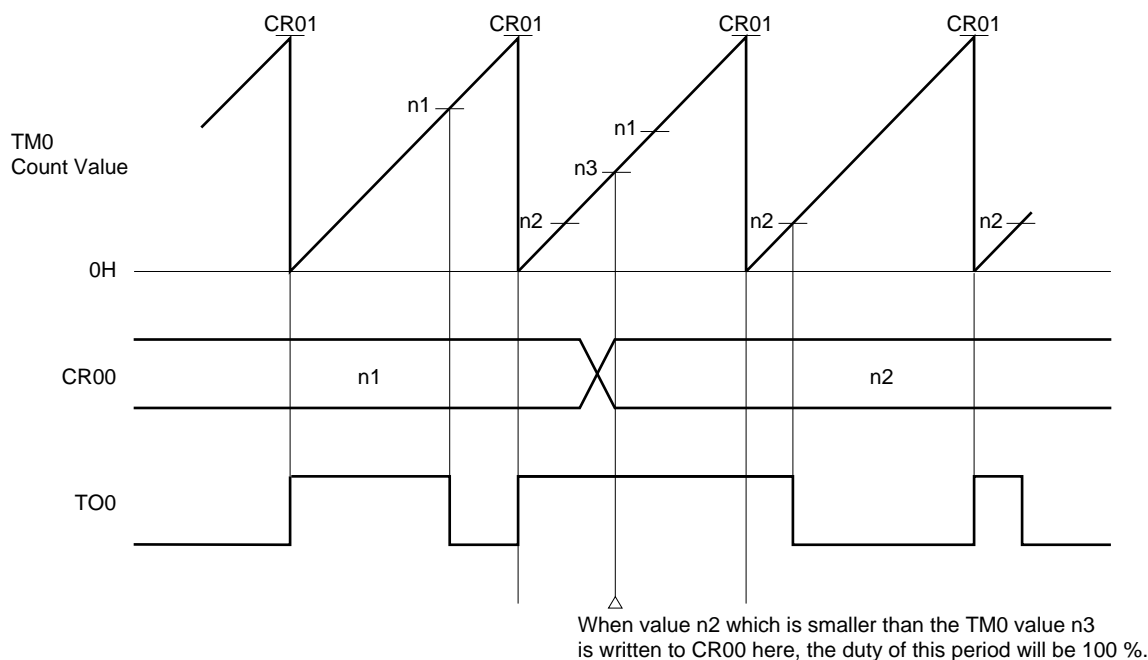 CR01 CR01 CR01 CR01
n1
n1
TM0
Count Value
n3
n2 n2 n2
0H
CR00 n1 n2
TO0
When value n2 which is smaller than the TM0 value n3
is written to CR00 here, the duty of this period will be 100 %.